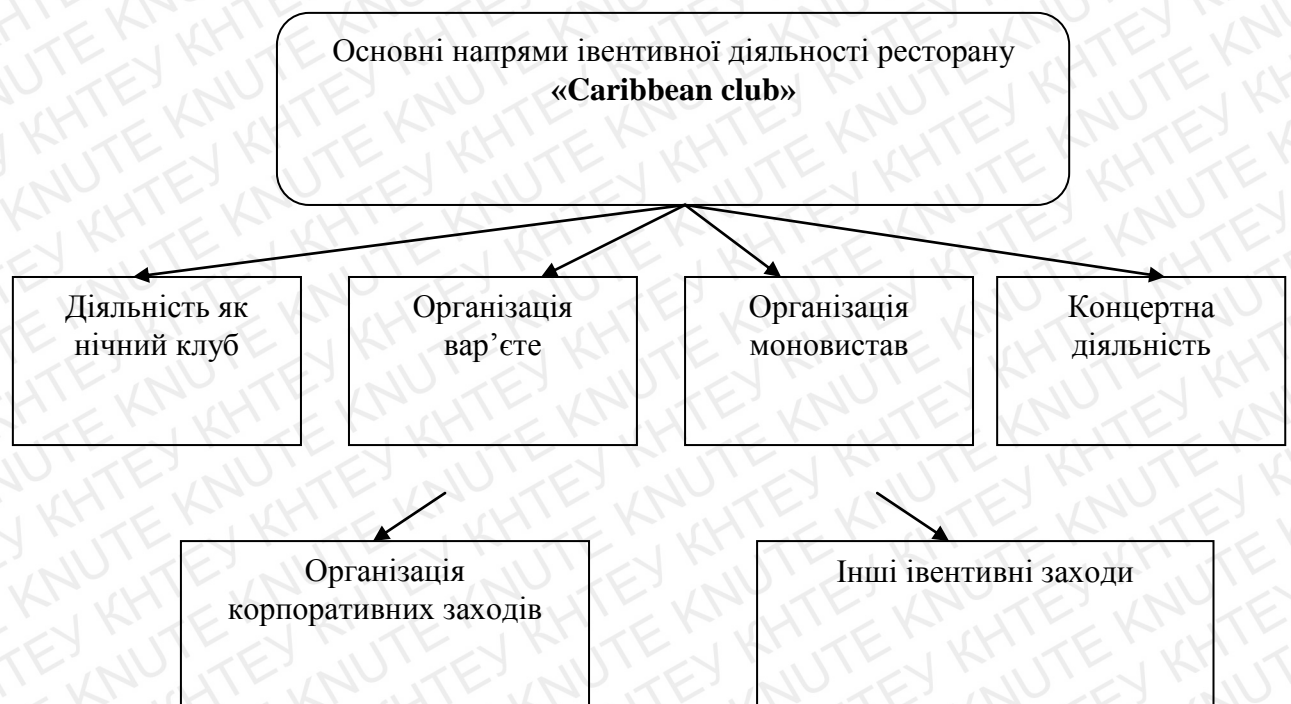 Основні напрями івентивної діяльності ресторану
«Caribbean club»
Діяльність як
нічний клуб
Організація
вар’єте
Організація
моновистав
Концертна
діяльність
Організація
корпоративних заходів
Інші івентивні заходи